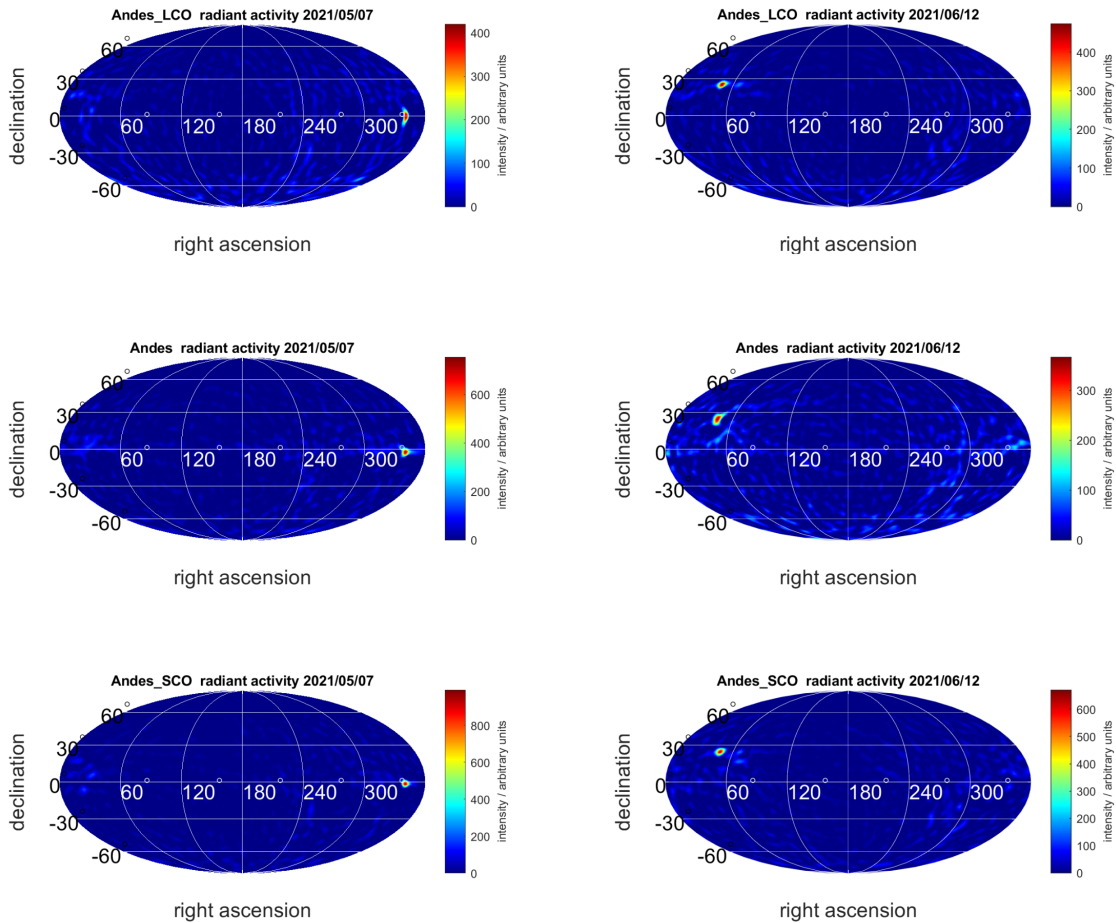 Andes_LCO radiant activity 2021/05/07
60°
30°
0
-30
-60
60° 120° 180° 240° 300°
declination
right ascension
400
300
200
100
0
intensity / arbitrary units
Andes_LCO radiant activity 2021/06/12
60°
30°
0
-30
-60
60° 120° 180° 240° 300°
declination
right ascension
400
300
200
100
0
intensity / arbitrary units
Andes radiant activity 2021/05/07
60°
30°
0
-30
-60
60° 120° 180° 240° 300°
declination
right ascension
600
400
200
0
intensity / arbitrary units
Andes radiant activity 2021/06/12
60°
30°
0
-30
-60
60° 120° 180° 240° 300°
declination
right ascension
300
200
100
0
intensity / arbitrary units
Andes_SCO radiant activity 2021/05/07
60°
30°
0
-30
-60
60° 120° 180° 240° 300°
declination
right ascension
800
600
400
200
0
intensity / arbitrary units
Andes_SCO radiant activity 2021/06/12
60°
30°
0
-30
-60
60° 120° 180° 240° 300°
declination
right ascension
600
500
400
300
200
100
0
intensity / arbitrary units